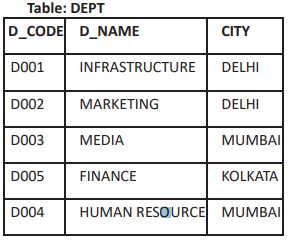 Table: DEPT
D_CODE D_NAME CITY
D001 INFRASTRUCTURE DELHI
D002 MARKETING DELHI
D003 MEDIA MUMBAI
D005 FINANCE KOLKATA
D004 HUMAN RESOURCE MUMBAI